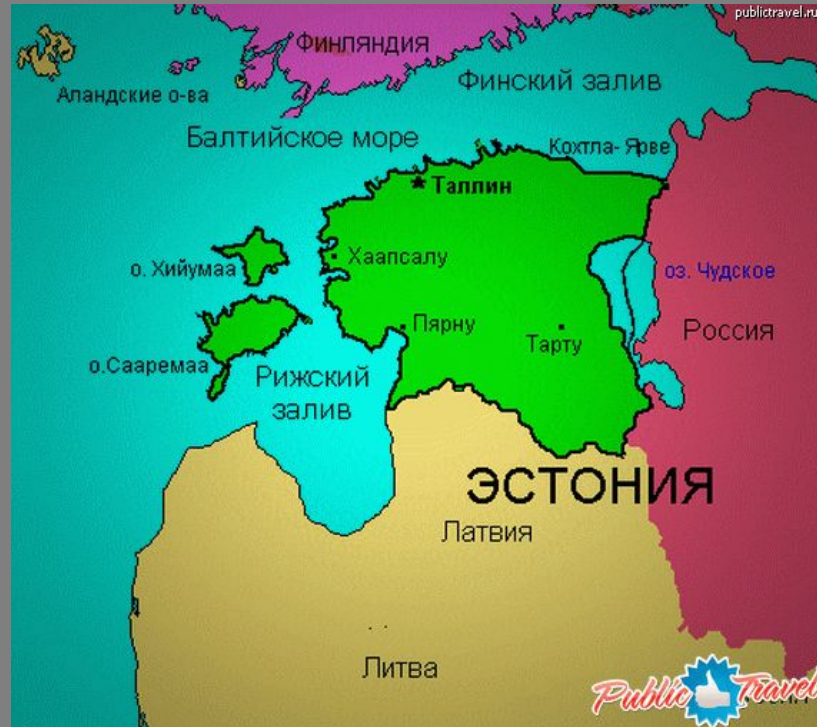 publictravel.ru
Финляндия
Финский залив
Аландские о-ва
Балтийское море
Кохтла- Ярве
Таллин
Хаапсалу
о. Хийумаа
оз. Чудское
Пярну
Россия
Тарту
о.Сааремаа
Рижский
залив
ЭСТОНИЯ
Латвия
Литва
Public Travel